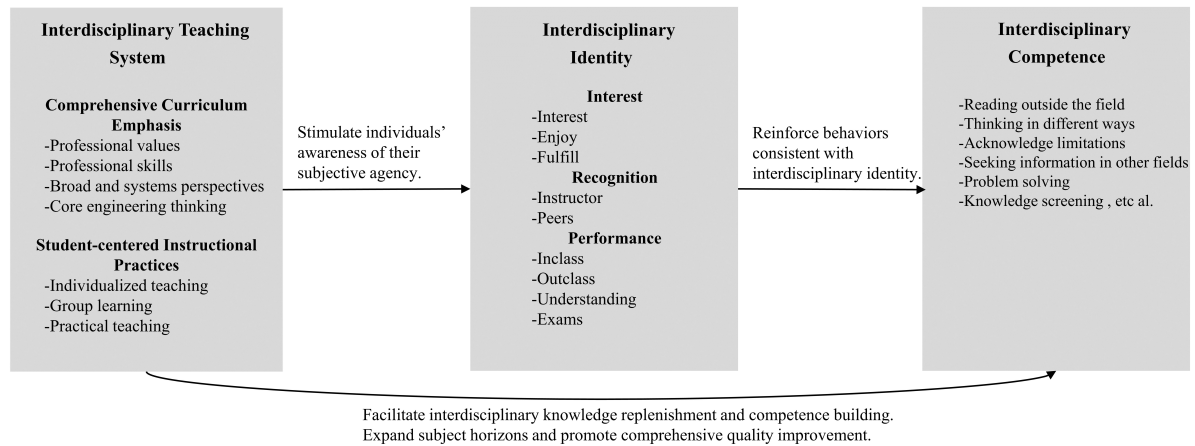 Interdisciplinary Teaching
System
Comprehensive Curriculum
Emphasis
-Professional values
-Professional skills
-Broad and systems perspectives
-Core engineering thinking
Student-centered Instructional
Practices
-Individualized teaching
-Group learning
-Practical teaching
Stimulate individuals’
awareness of their
subjective agency.
Interdisciplinary
Identity
Interest
-Interest
-Enjoy
-Fulfill
Recognition
-Instructor
-Peers
Performance
-Inclass
-Outclass
-Understanding
-Exams
Reinforce behaviors
consistent with
interdisciplinary identity.
Interdisciplinary
Competence
-Reading outside the field
-Thinking in different ways
-Acknowledge limitations
-Seeking information in other fields
-Problem solving
-Knowledge screening , etc al.
Facilitate interdisciplinary knowledge replenishment and competence building.
Expand subject horizons and promote comprehensive quality improvement.